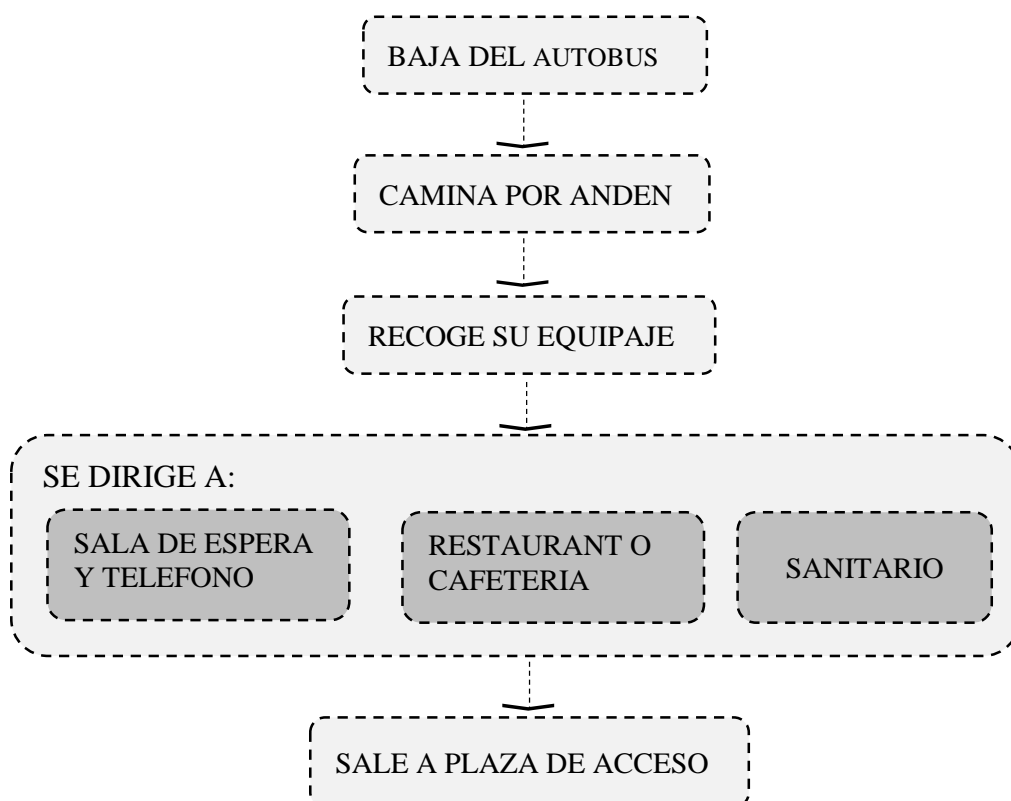 BAJA DEL AUTOBUS
CAMINA POR ANDEN
RECOGE SU EQUIPAJE
SE DIRIGE A:
SALA DE ESPERA
Y TELEFONO
RESTAURANT O
CAFETERIA
SANITARIO
SALE A PLAZA DE ACCESO